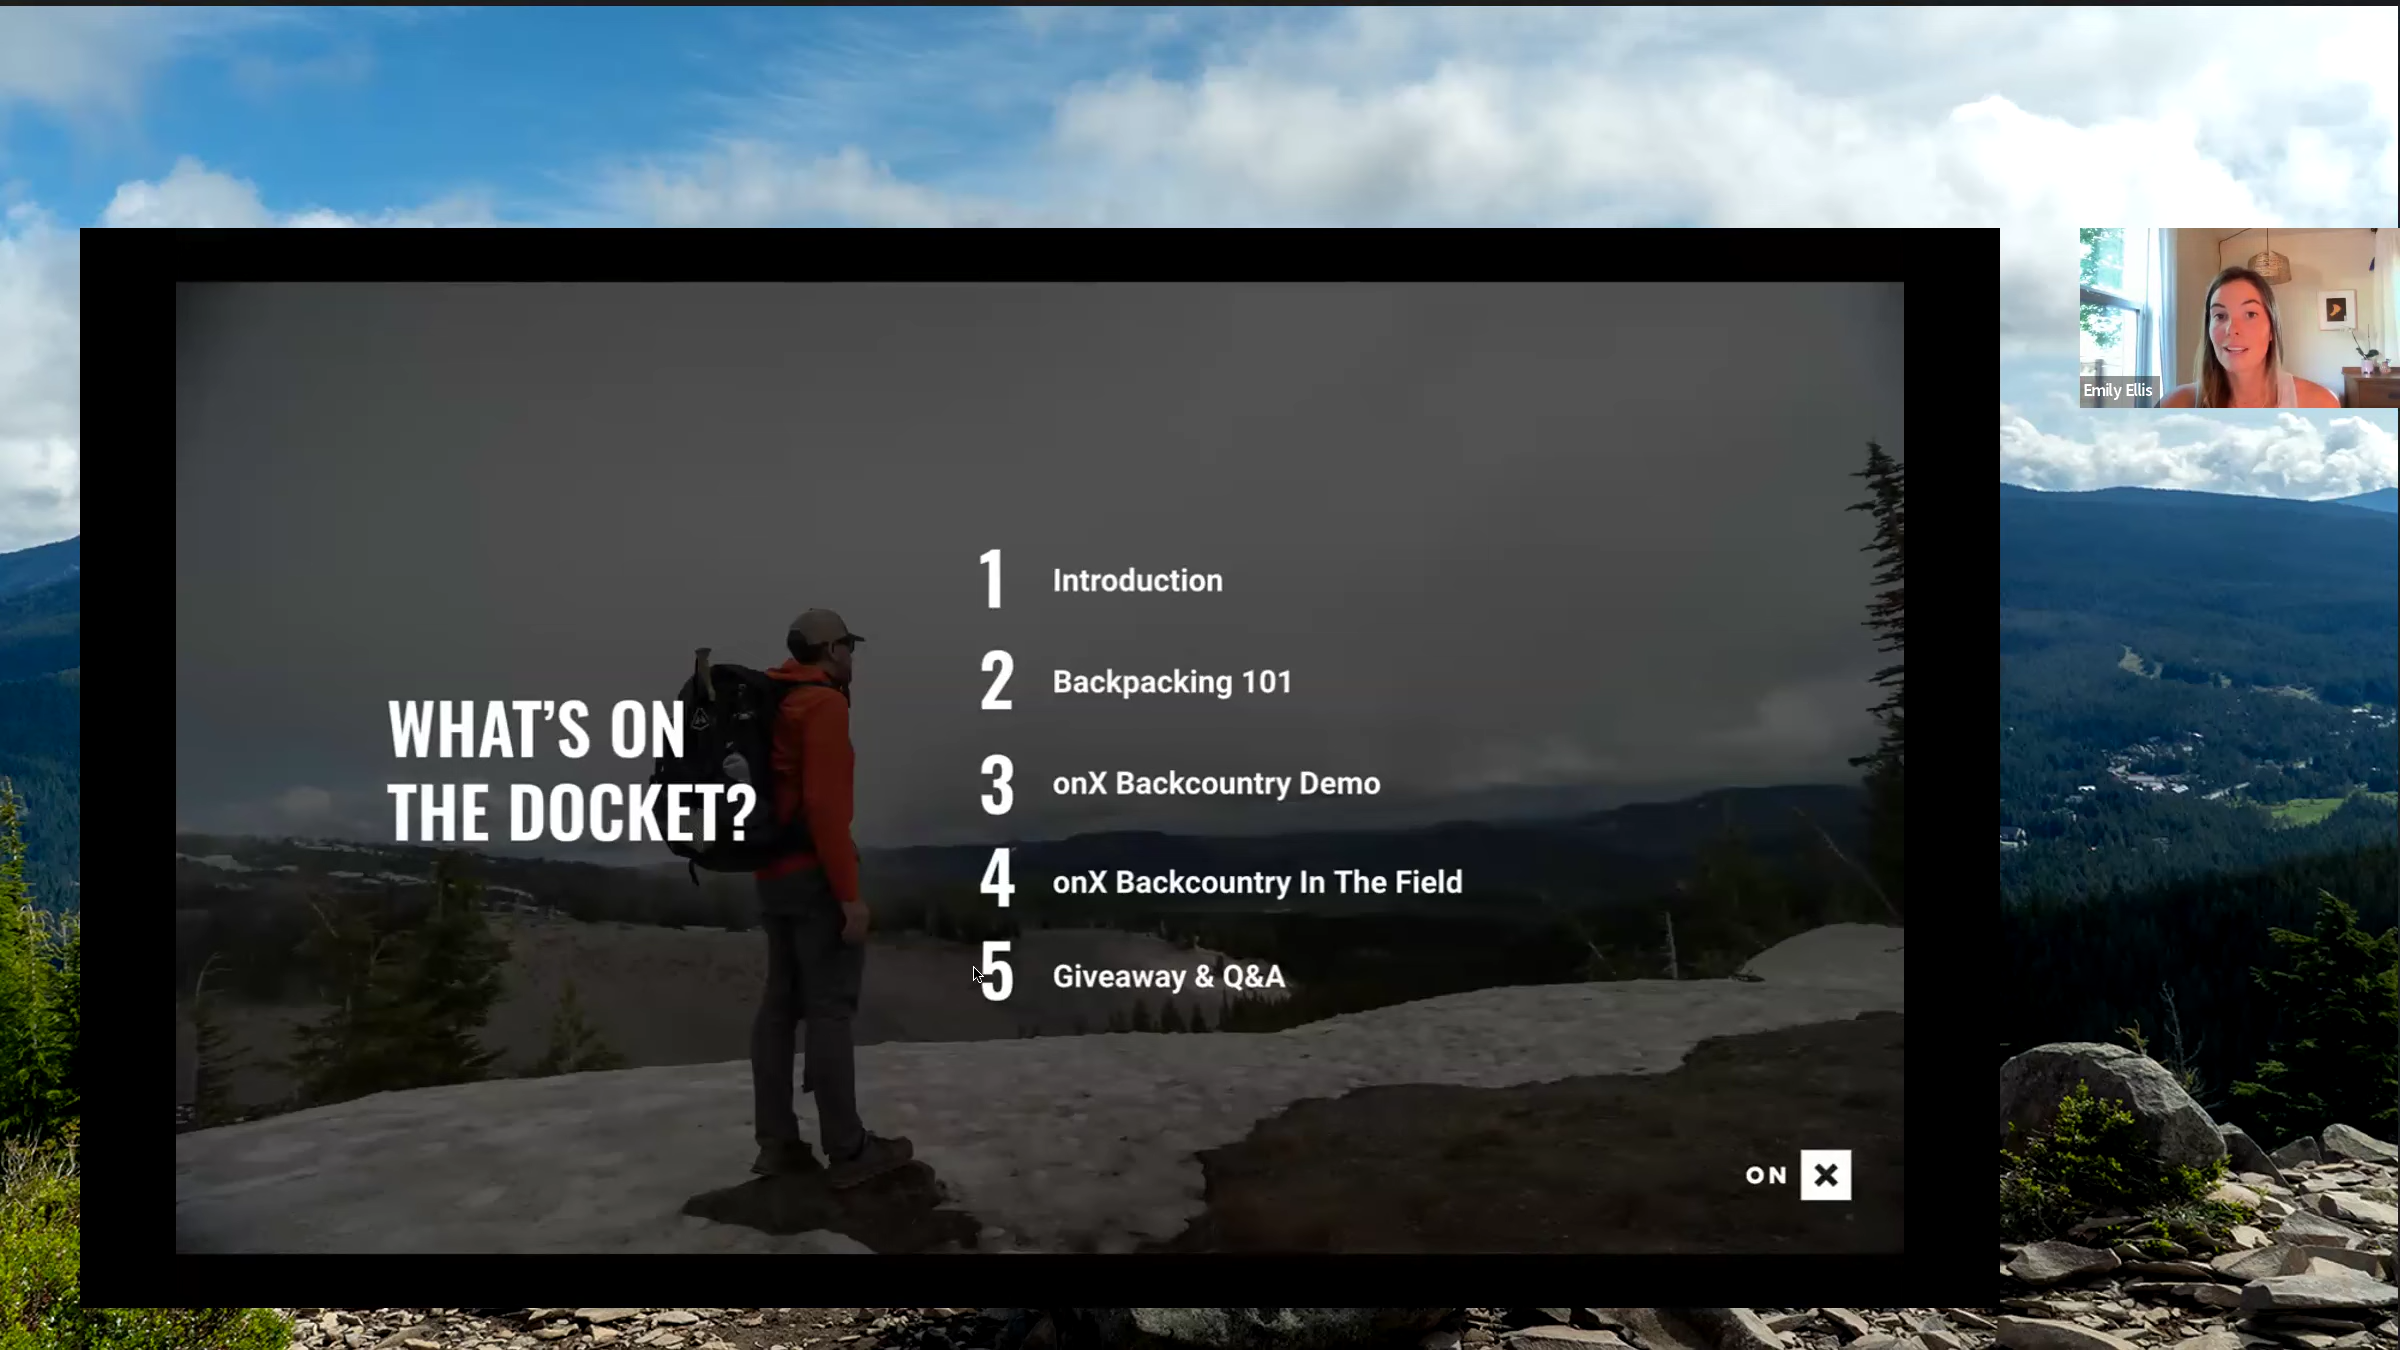 WHAT'S ON
THE DOCKET?
1 Introduction
2 Backpacking 101
3 onX Backcountry Demo
4 onX Backcountry In The Field
5 Giveaway & Q&A
ON X
Emily Ellis